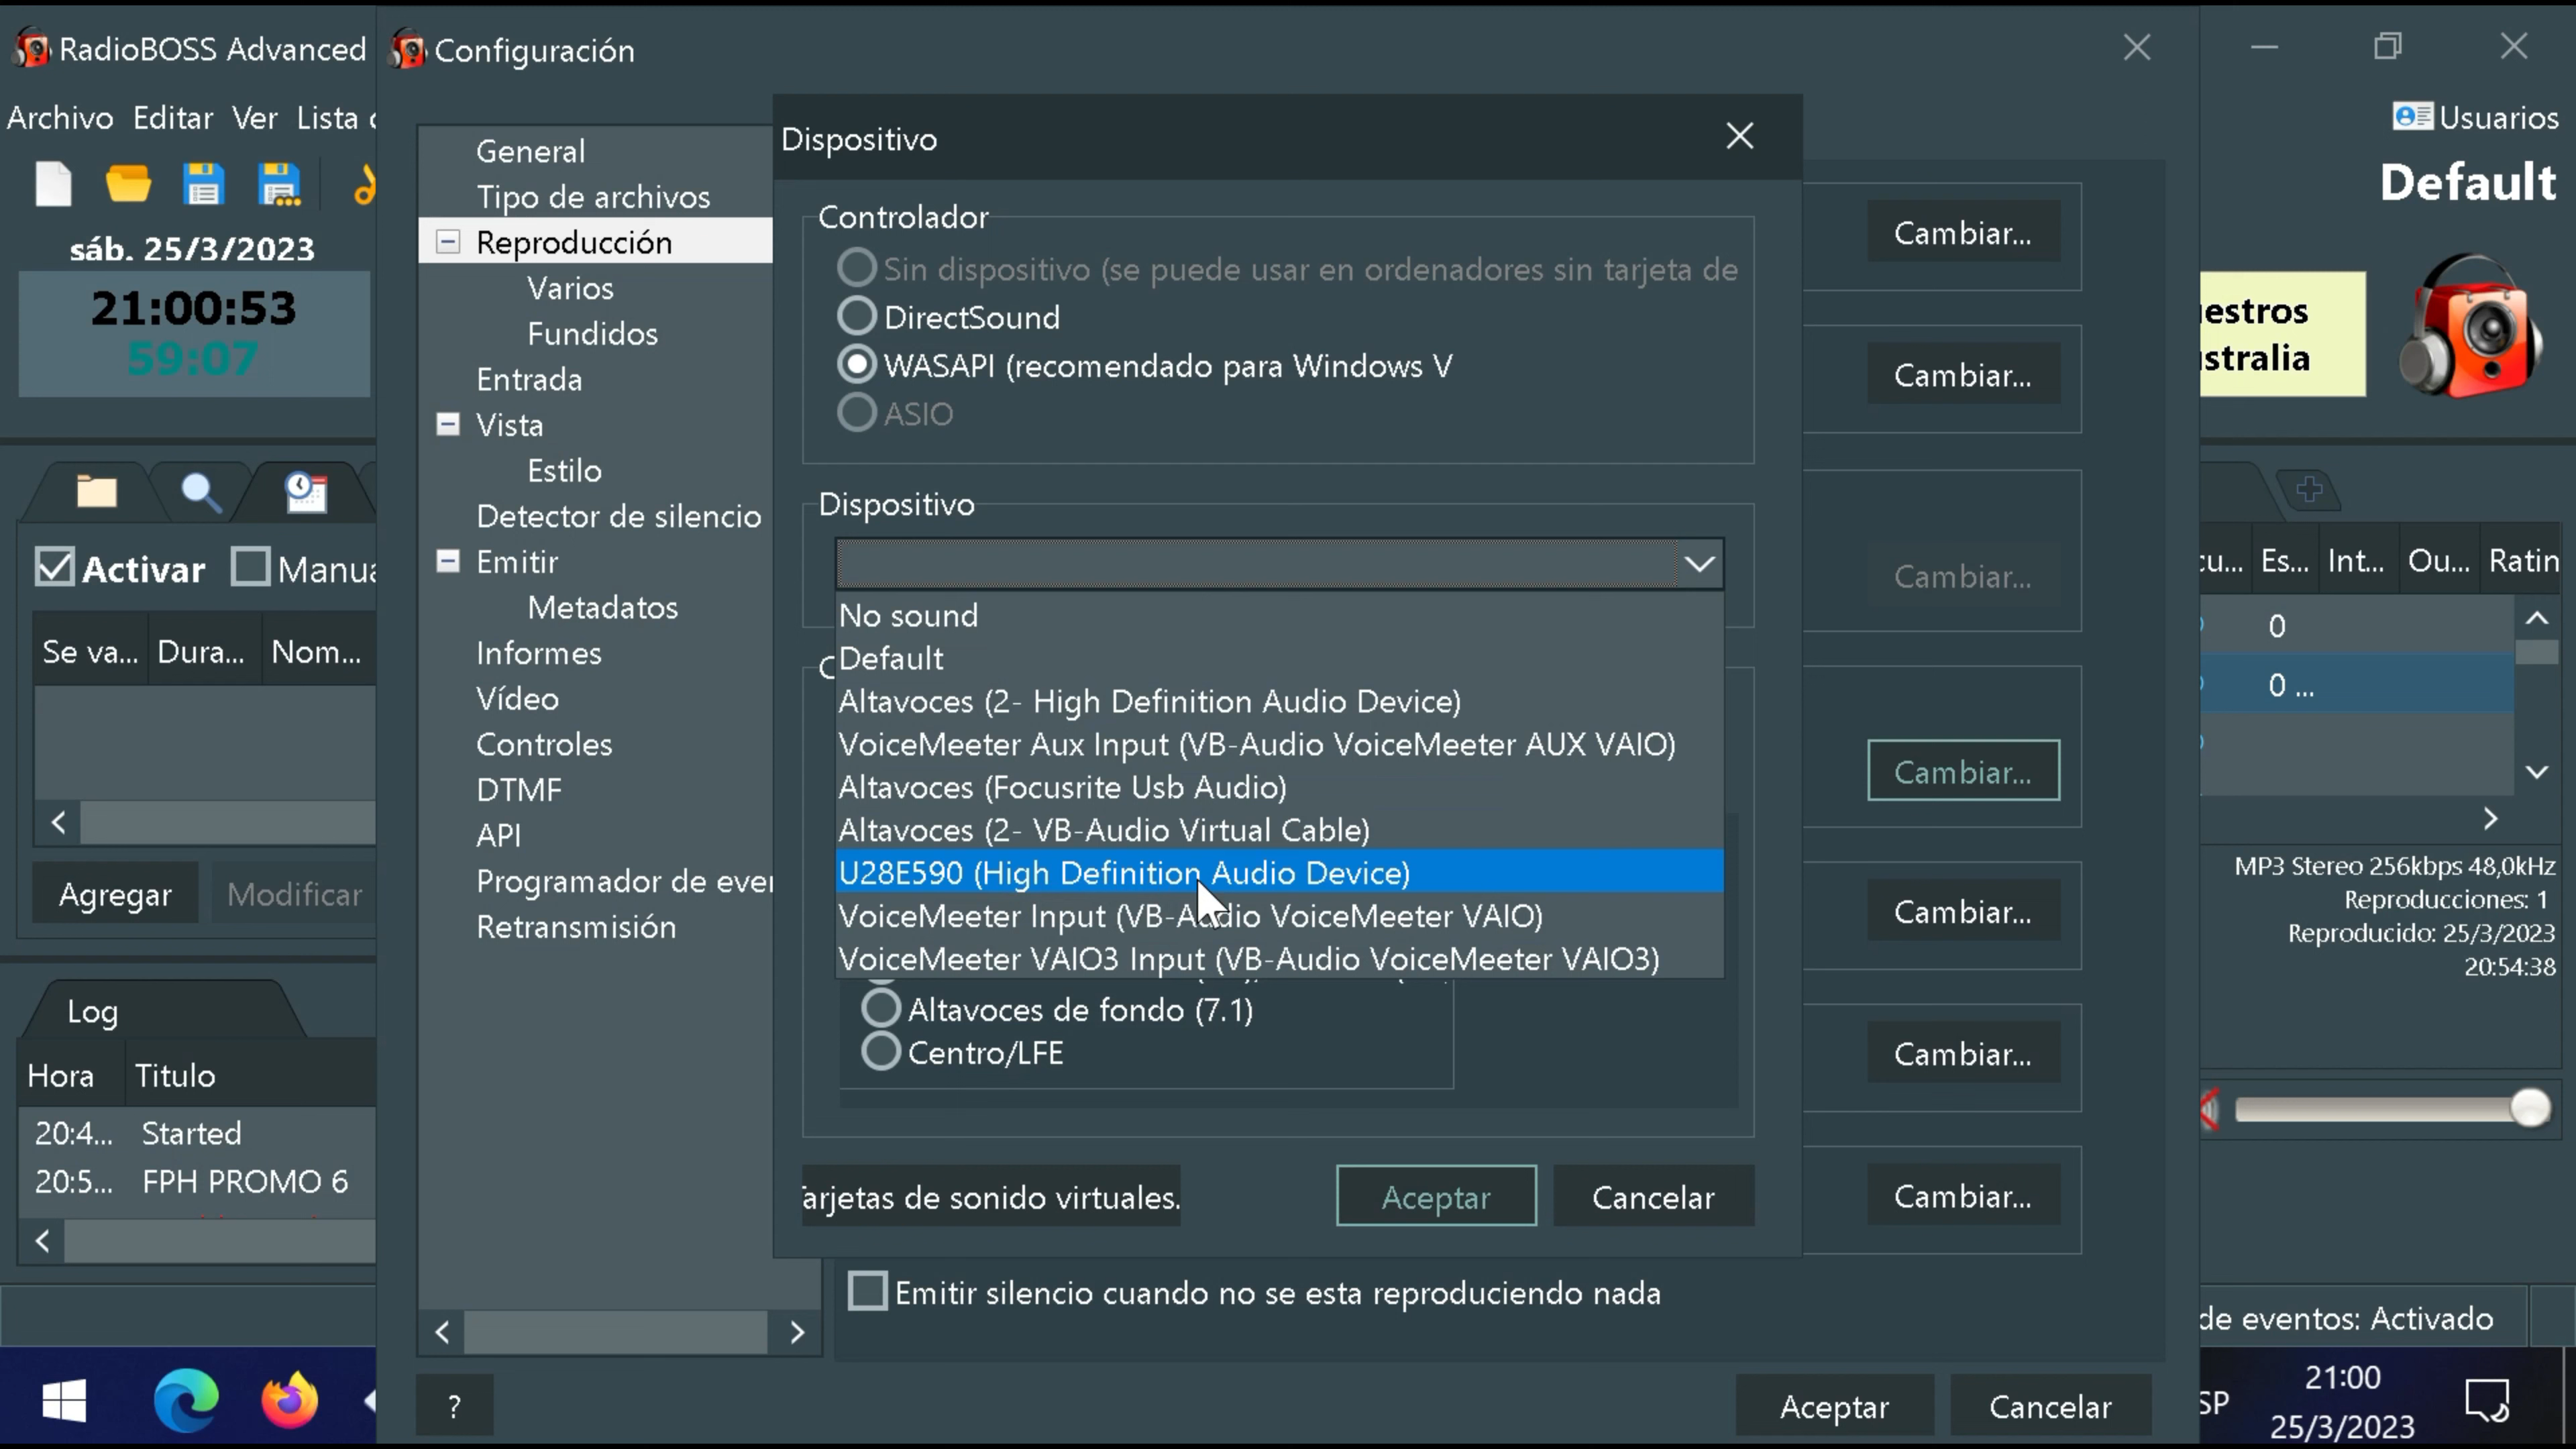 RadioBOSS Advanced
Configuración
Archivo Editar Ver Lista
Usuarios
Default
sáb. 25/3/2023
21:00:53
59:07
General
Tipo de archivos
Reproducción
Varios
Fundidos
Entrada
Vista
Estilo
Detector de silencio
Emitir
Metadatos
Informes
Vídeo
Controles
DTMF
API
Programador de even
Retransmisión
Dispositivo
Controlador
Sin dispositivo (se puede usar en ordenadores sin tarjeta de
DirectSound
WASAPI (recomendado para Windows V
ASIO
Dispositivo
No sound
Default
Altavoces (2- High Definition Audio Device)
VoiceMeeter Aux Input (VB-Audio VoiceMeeter AUX VAIO)
Altavoces (Focusrite Usb Audio)
Altavoces (2- VB-Audio Virtual Cable)
U28E590 (High Definition Audio Device)
VoiceMeeter Input (VB-Audio VoiceMeeter VAIO)
VoiceMeeter VAIO3 Input (VB-Audio VoiceMeeter VAIO3)
Altavoces de fondo (7.1)
Centro/LFE
arjetas de sonido virtuales.
Aceptar
Cancelar
Emitir silencio cuando no se esta reproduciendo nada
Cambiar...
Cambiar...
Cambiar...
Cambiar...
Cambiar...
Cambiar...
Cambiar...
?
Aceptar
Cancelar
Activar
Manua
Se va... Dura... Nom...
Agregar
Modificar
Log
Hora Titulo
20:4... Started
20:5... FPH PROMO 6
estros
stralia
cu... Es... Int... Ou... Ratin
0
0 ...
MP3 Stereo 256kbps 48,0kHz
Reproducciones: 1
Reproducido: 25/3/2023
20:54:38
de eventos: Activado
SP
21:00
25/3/2023